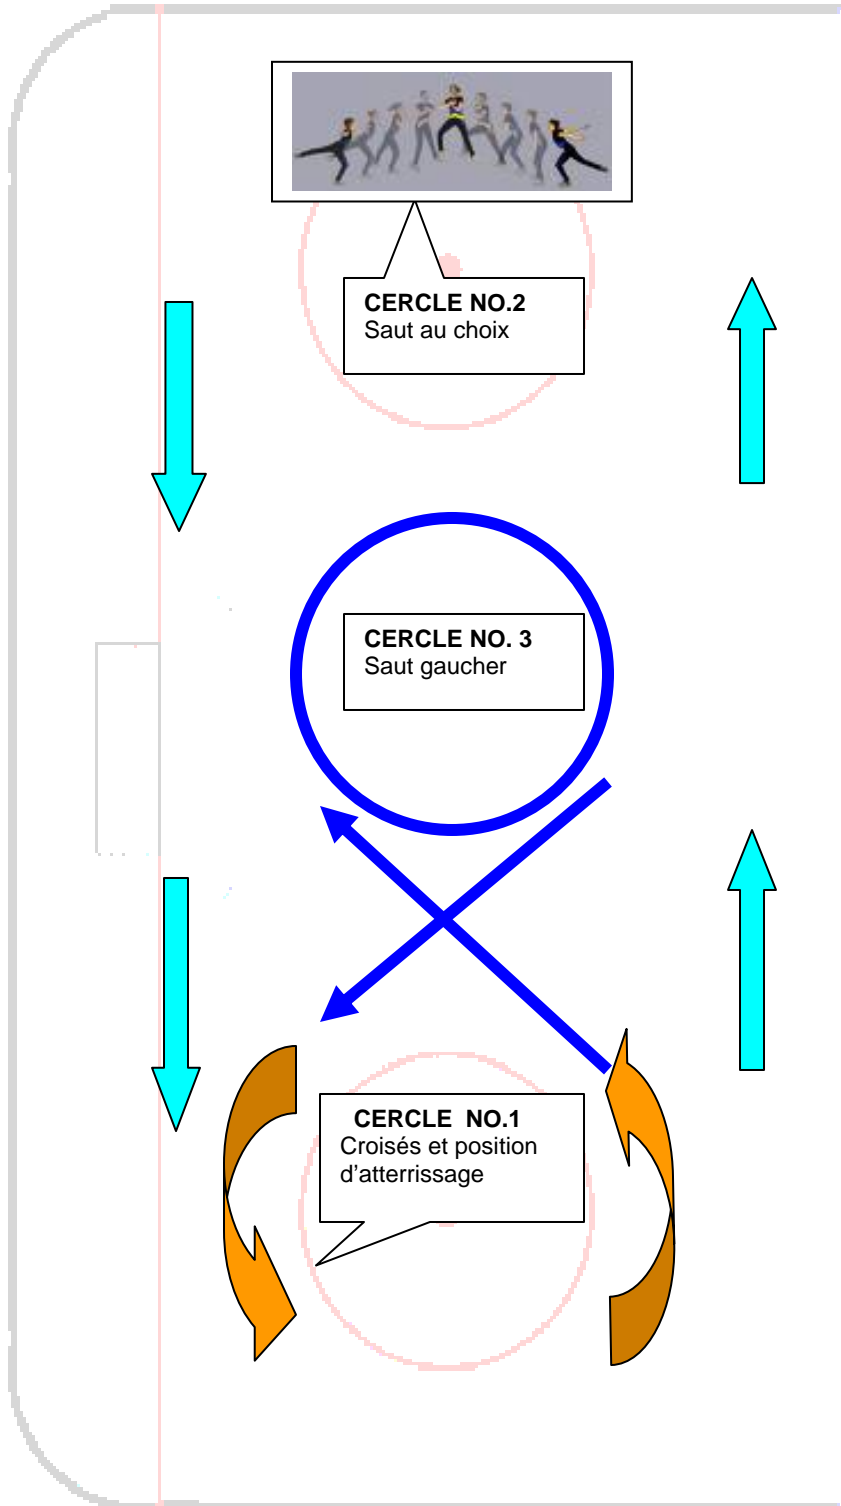 CERCLE NO.2
Saut au choix
CERCLE NO. 3
Saut gaucher
CERCLE NO.1
Croisés et position
d'atterrissage